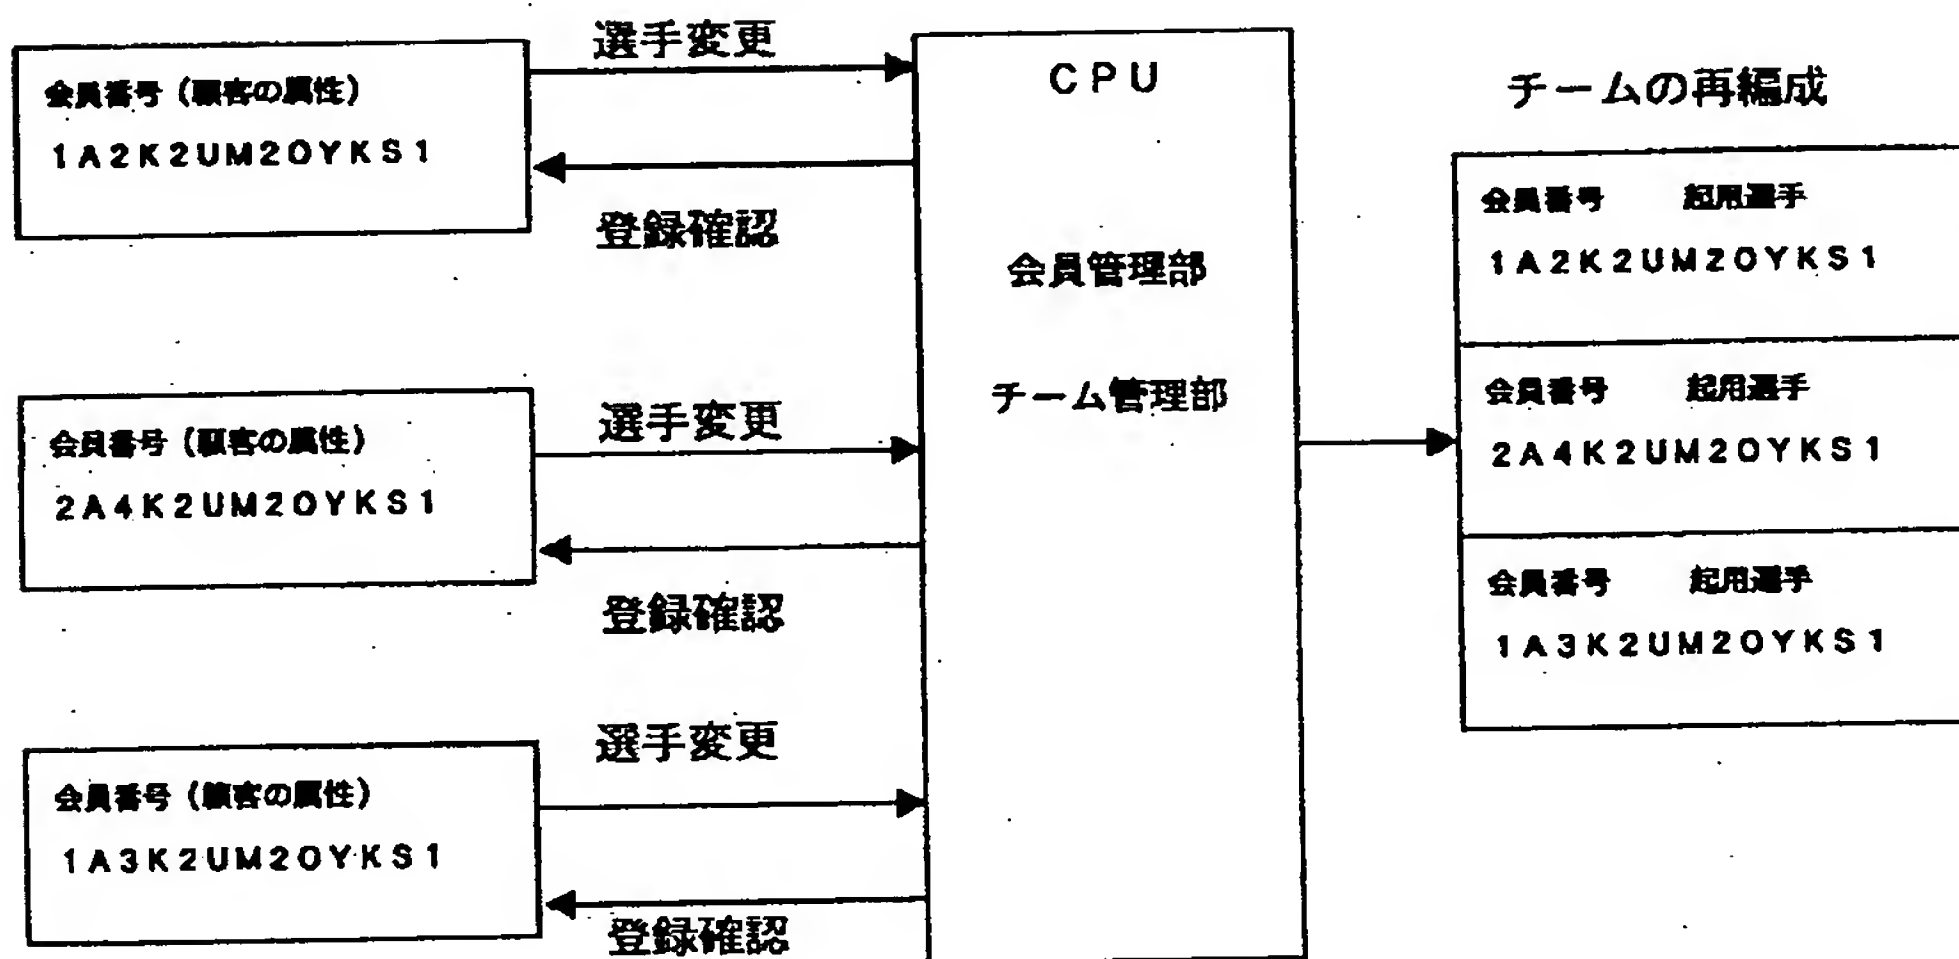 選手変更
会員番号（顧客の属性）
1A2K2UM2OYKS1
登録確認
選手変更
会員番号（顧客の属性）
2A4K2UM2OYKS1
登録確認
選手変更
会員番号（顧客の属性）
1A3K2UM2OYKS1
登録確認
CPU
会員管理部
チーム管理部
チームの再編成
会員番号　起用選手
1A2K2UM2OYKS1
会員番号　起用選手
2A4K2UM2OYKS1
会員番号　起用選手
1A3K2UM2OYKS1